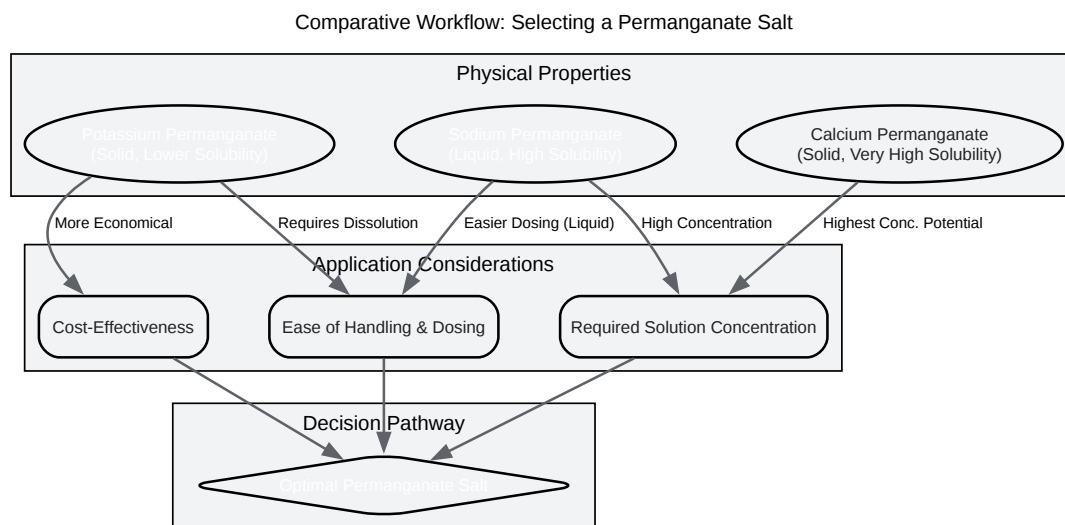 Comparative Workflow: Selecting a Permanganate Salt
Physical Properties
Potassium Permanganate
(Solid, Lower Solubility)
Sodium Permanganate
(Liquid, High Solubility)
Calcium Permanganate
(Solid, Very High Solubility)
More Economical
Requires Dissolution
Easier Dosing (Liquid)
High Concentration
Highest Conc. Potential
Application Considerations
Cost-Effectiveness
Ease of Handling & Dosing
Required Solution Concentration
Decision Pathway
Optimal Permanganate Salt